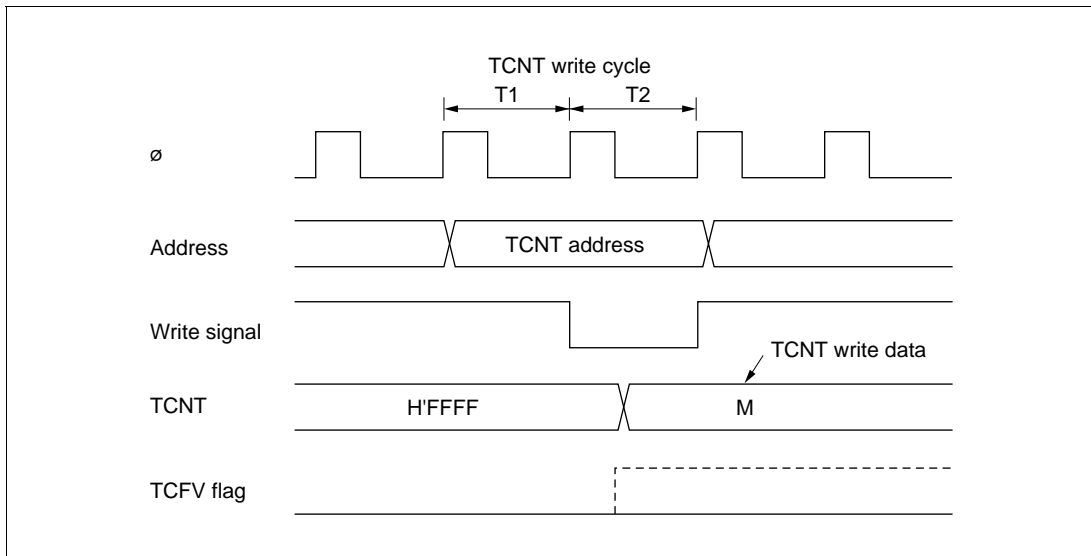 TCNT write cycle
T1 T2
ø
Address TCNT address
Write signal
TCNT write data
TCNT H'FFFF M
TCFV flag